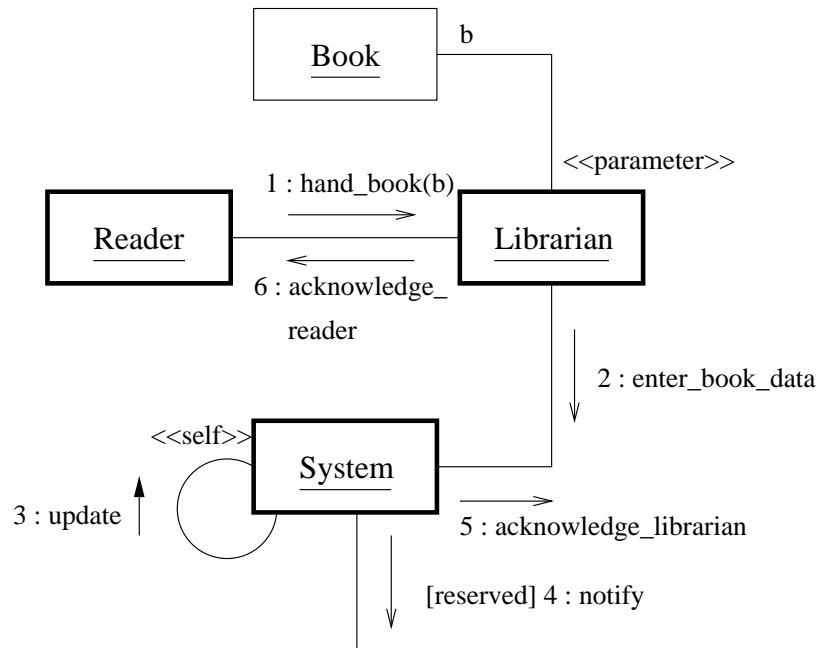 b
Book
<<parameter>>
1 : hand_book(b)
Reader
Librarian
6 : acknowledge_
reader
2 : enter_book_data
<<self>>
System
3 : update
5 : acknowledge_librarian
[reserved] 4 : notify